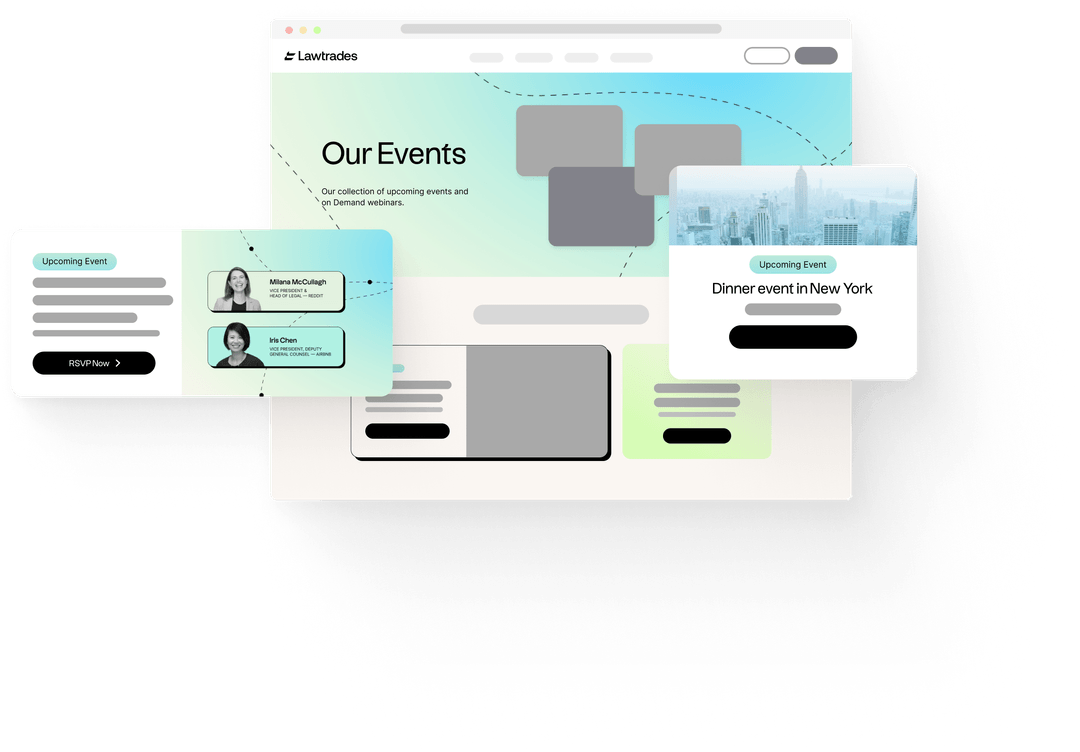 Lawtrades
Our Events
Our collection of upcoming events and
on Demand webinars.
Upcoming Event
RSVP Now
Milana McCullagh
VICE PRESIDENT &
HEAD OF LEGAL — REDDIT
Iris Chen
VICE PRESIDENT, DEPUTY
GENERAL COUNSEL — AIRBNB
Upcoming Event
Dinner event in New York